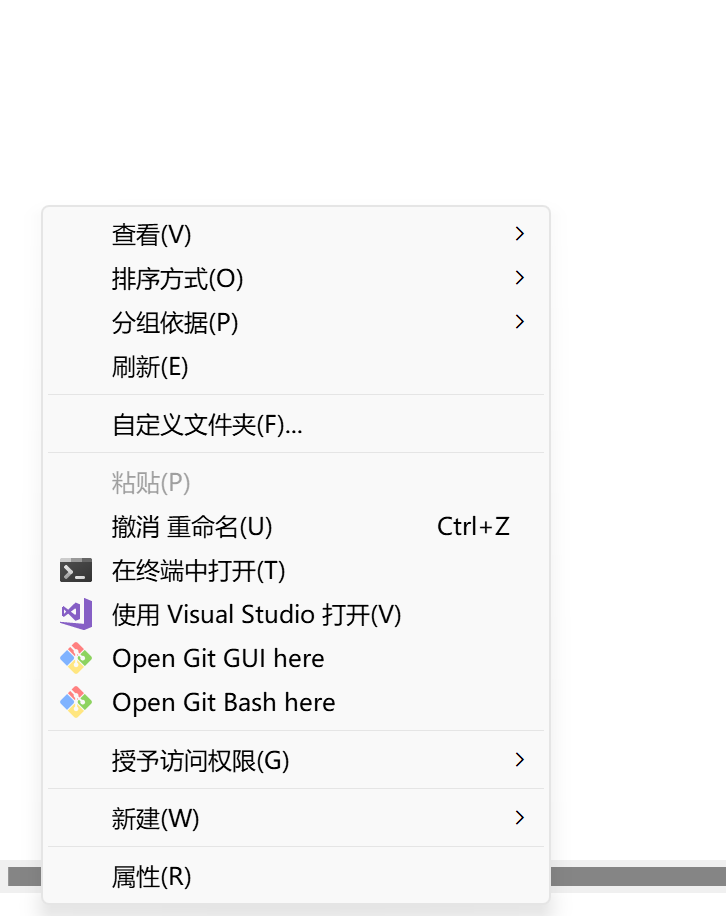 查看(V)
排序方式(O)
分组依据(P)
刷新(E)
自定义文件夹(F)...
粘贴(P)
撤消 重命名(U) Ctrl+Z
在终端中打开(T)
使用 Visual Studio 打开(V)
Open Git GUI here
Open Git Bash here
授予访问权限(G)
新建(W)
属性(R)